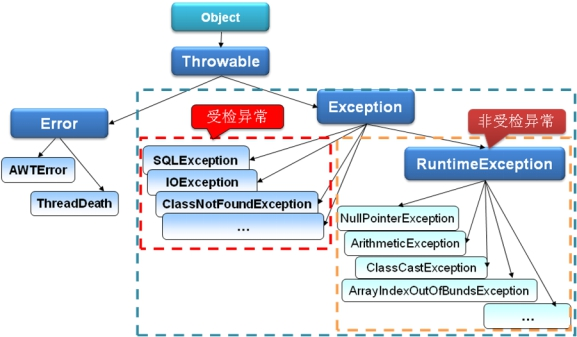 Object
Throwable
受检异常
Exception
非受检异常
Error
SQLException
RuntimeException
AWTError
IOException
ThreadDeath
ClassNotFoundException
...
NullPointerException
ArithmeticException
ClassCastException
ArrayIndexOutOfBundsException
...